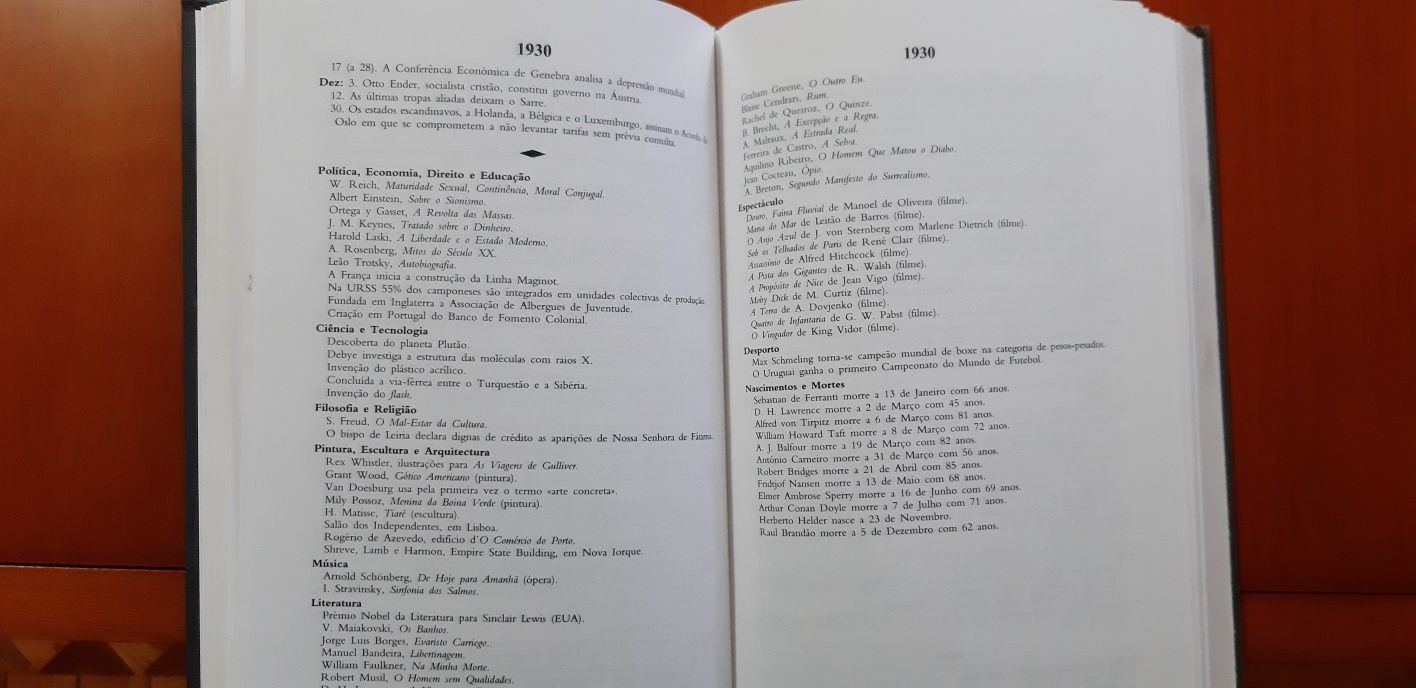 1930
17 (a 28). A Conferência Económica de Genebra analisa a depressão mundial.
Dez: 3. Otto Ender, socialista cristão, constitui governo na Áustria.
12. As últimas tropas aliadas deixam o Sarre.
30. Os estados escandinavos, a Holanda, a Bélgica e o Luxemburgo, assinam o Acordo de
Oslo em que se comprometem a não levantar tarifas sem prévia consulta.
Política, Economia, Direito e Educação
W. Reich, Maturidade Sexual, Continência, Moral Conjugal.
Albert Einstein, Sobre o Sionismo.
Ortega y Gasset, A Revolta das Massas.
J. M. Keynes, Tratado sobre o Dinheiro.
Harold Laski, A Liberdade e o Estado Moderno.
A. Rosenberg, Mitos do Século XX.
Leão Trotsky, Autobiografia.
A França inicia a construção da Linha Maginot.
Na URSS 55% dos camponeses são integrados em unidades colectivas de produção.
Fundada em Inglaterra a Associação de Albergues de Juventude.
Criação em Portugal do Banco de Fomento Colonial.
Ciência e Tecnologia
Descoberta do planeta Plutão.
Debye investiga a estrutura das moléculas com raios X.
Invenção do plástico acrílico.
Concluída a via-férrea entre o Turquestão e a Sibéria.
Invenção do flash.
Filosofia e Religião
S. Freud, O Mal-Estar da Cultura.
O bispo de Leiria declara dignas de crédito as aparições de Nossa Senhora de Fátima.
Pintura, Escultura e Arquitectura
Rex Whistler, ilustrações para As Viagens de Gulliver.
Grant Wood, Gótico Americano (pintura).
Van Doesburg usa pela primeira vez o termo «arte concreta».
Mily Possoz, Menina da Boina Verde (pintura).
H. Matisse, Tiaré (escultura).
Salão dos Independentes, em Lisboa.
Rogério de Azevedo, edifício d'O Comércio do Porto.
Shreve, Lamb e Harmon, Empire State Building, em Nova Iorque.
Música
Arnold Schönberg, De Hoje para Amanhã (ópera).
I. Stravinsky, Sinfonia dos Salmos.
Literatura
Prémio Nobel da Literatura para Sinclair Lewis (EUA).
V. Maiakovski, Os Banhos.
Jorge Luis Borges, Evaristo Carriego.
Manuel Bandeira, Libertinagem.
William Faulkner, Na Minha Morte.
Robert Musil, O Homem sem Qualidades.
1930
Graham Greene, O Outro Eu.
Blaise Cendrars, Rum.
Rachel de Queiroz, O Quinze.
B. Brecht, A Excepção e a Regra.
A. Malraux, A Estrada Real.
Ferreira de Castro, A Selva.
Aquilino Ribeiro, O Homem Que Matou o Diabo.
Jean Cocteau, Ópio.
A. Breton, Segundo Manifesto do Surrealismo.
Espectáculo
Douro, Faina Fluvial de Manoel de Oliveira (filme).
Maria do Mar de Leitão de Barros (filme).
O Anjo Azul de J. von Sternberg com Marlene Dietrich (filme).
Sob os Telhados de Paris de René Clair (filme).
Assassínio de Alfred Hitchcock (filme).
A Pista dos Gigantes de R. Walsh (filme).
A Propósito de Nice de Jean Vigo (filme).
Moby Dick de M. Curtiz (filme).
A Terra de A. Dovjenko (filme).
Quatro de Infantaria de G. W. Pabst (filme).
O Vingador de King Vidor (filme).
Desporto
Max Schmeling torna-se campeão mundial de boxe na categoria de pesos-pesados.
O Uruguai ganha o primeiro Campeonato do Mundo de Futebol.
Nascimentos e Mortes
Sebastian de Ferranti morre a 13 de Janeiro com 66 anos.
D. H. Lawrence morre a 2 de Março com 45 anos.
Alfred von Tirpitz morre a 6 de Março com 81 anos.
William Howard Taft morre a 8 de Março com 72 anos.
A. J. Balfour morre a 19 de Março com 82 anos.
António Carneiro morre a 31 de Março com 56 anos.
Robert Bridges morre a 21 de Abril com 85 anos.
Fridtjof Nansen morre a 13 de Maio com 68 anos.
Elmer Ambrose Sperry morre a 16 de Junho com 69 anos.
Arthur Conan Doyle morre a 7 de Julho com 71 anos.
Herberto Helder nasce a 23 de Novembro.
Raul Brandão morre a 5 de Dezembro com 62 anos.